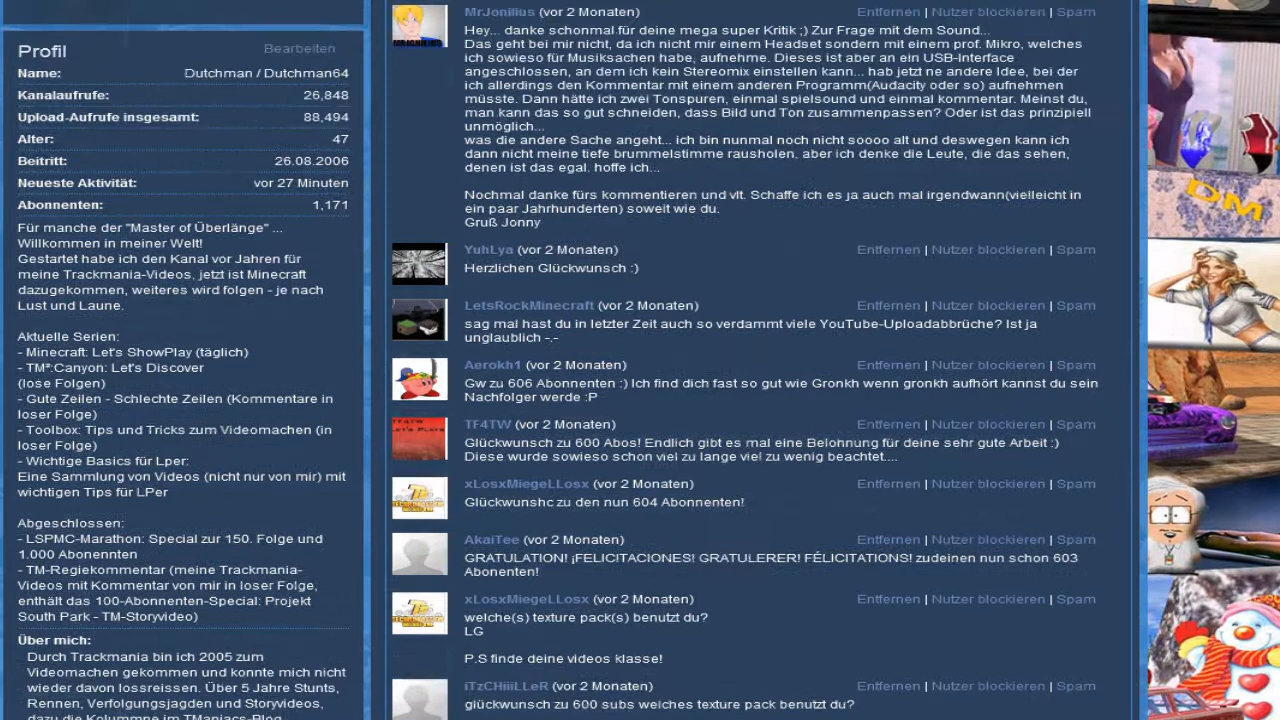 Profil
Bearbeiten
Name: Dutchman / Dutchman64
Kanalaufrufe: 26,848
Upload-Aufrufe insgesamt: 88,494
Alter: 47
Beitritt: 26.08.2006
Neueste Aktivität: vor 27 Minuten
Abonnenten: 1,171
Für manche der "Master of Überlänge" ...
Willkommen in meiner Welt!
Gestartet habe ich den Kanal vor Jahren für
meine Trackmania-Videos, jetzt ist Minecraft
dazugekommen, weiteres wird folgen - je nach
Lust und Laune.
Aktuelle Serien:
- Minecraft: Let's ShowPlay (täglich)
- TM²:Canyon: Let's Discover
(lose Folgen)
- Gute Zeilen - Schlechte Zeilen (Kommentare in
loser Folge)
- Toolbox: Tips und Tricks zum Videomachen (in
loser Folge)
- Wichtige Basics für Lper:
Eine Sammlung von Videos (nicht nur von mir) mit
wichtigen Tips für LPer
Abgeschlossen:
- LSPMC-Marathon: Special zur 150. Folge und
1.000 Abonennten
- TM-Regiekommentar (meine Trackmania-
Videos mit Kommentar von mir in loser Folge,
enthält das 100-Abonnenten-Special: Projekt
South Park - TM-Storyvideo)
Über mich:
Durch Trackmania bin ich 2005 zum
Videomachen gekommen und konnte mich nicht
wieder davon lossreissen. Über 5 Jahre Stunts,
Rennen, Verfolgungsjagden und Storyvideos,
dazu die Kolummne im TManiacs-Blog
MrJonilius (vor 2 Monaten) Entfernen | Nutzer blockieren | Spam
Hey... danke schonmal für deine mega super Kritik ;) Zur Frage mit dem Sound...
Das geht bei mir nicht, da ich nicht mir einem Headset sondern mit einem prof. Mikro, welches
ich sowieso für Musiksachen habe, aufnehme. Dieses ist aber an ein USB-Interface
angeschlossen, an dem ich kein Stereomix einstellen kann... hab jetzt ne andere Idee, bei der
ich allerdings den Kommentar mit einem anderen Programm(Audacity oder so) aufnehmen
müsste. Dann hätte ich zwei Tonspuren, einmal spielsound und einmal kommentar. Meinst du,
man kann das so gut schneiden, dass Bild und Ton zusammenpassen? Oder ist das prinzipiell
unmöglich...
was die andere Sache angeht... ich bin nunmal noch nicht soooo alt und deswegen kann ich
dann nicht meine tiefe brummelstimme rausholen, aber ich denke die Leute, die das sehen,
denen ist das egal. hoffe ich...
Nochmal danke fürs kommentieren und vlt. Schaffe ich es ja auch mal irgendwann(vielleicht in
ein paar Jahrhunderten) soweit wie du.
Gruß Jonny
YuhLya (vor 2 Monaten) Entfernen | Nutzer blockieren | Spam
Herzlichen Glückwunsch :)
LetsRockMinecraft (vor 2 Monaten) Entfernen | Nutzer blockieren | Spam
sag mal hast du in letzter Zeit auch so verdammt viele YouTube-Uploadabbrüche? Ist ja
unglaublich -.-
Aerokh1 (vor 2 Monaten) Entfernen | Nutzer blockieren | Spam
Gw zu 606 Abonnenten :) Ich find dich fast so gut wie Gronkh wenn gronkh aufhört kannst du sein
Nachfolger werde :P
TF4TW (vor 2 Monaten) Entfernen | Nutzer blockieren | Spam
Glückwunsch zu 600 Abos! Endlich gibt es mal eine Belohnung für deine sehr gute Arbeit :)
Diese wurde sowieso schon viel zu lange viel zu wenig beachtet....
xLosxMiegeLLosx (vor 2 Monaten) Entfernen | Nutzer blockieren | Spam
Glückwunshc zu den nun 604 Abonnenten!
AkaiTee (vor 2 Monaten) Entfernen | Nutzer blockieren | Spam
GRATULATION! ¡FELICITACIONES! GRATULERER! FÉLICITATIONS! zudeinen nun schon 603
Abonenten!
xLosxMiegeLLosx (vor 2 Monaten) Entfernen | Nutzer blockieren | Spam
welche(s) texture pack(s) benutzt du?
LG
P.S finde deine videos klasse!
iTzCHiiiLLeR (vor 2 Monaten) Entfernen | Nutzer blockieren | Spam
gluckwunsch zu 600 subs welches texture pack benutzt du?
MRJONILIUS
TF4TW
LET'S PLAYS
DM